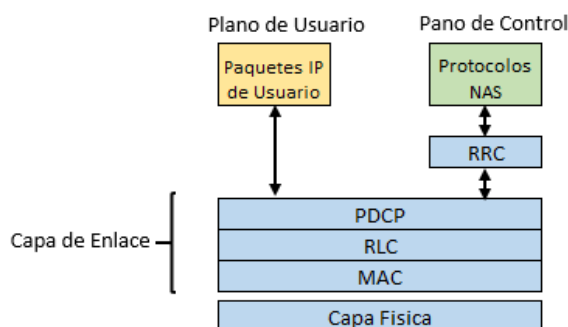 Plano de Usuario
Pano de Control
Paquetes IP
de Usuario
Protocolos
NAS
RRC
Capa de Enlace
PDCP
RLC
MAC
Capa Fisica